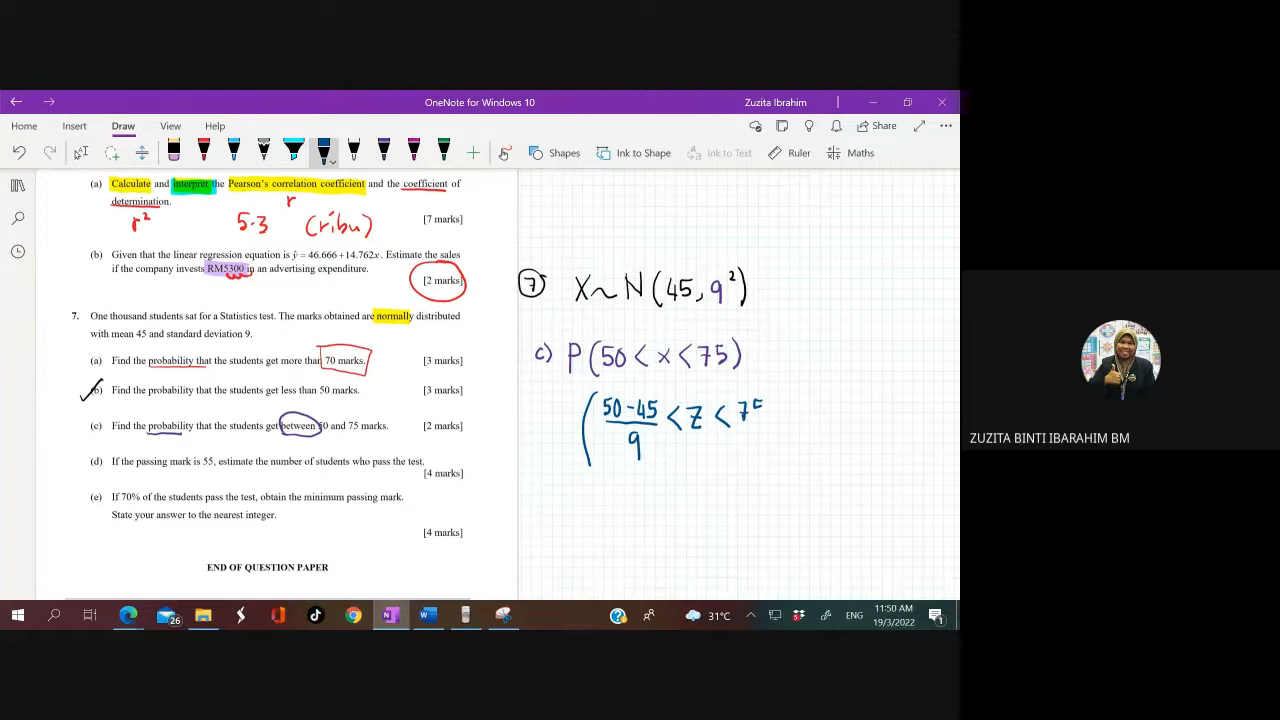 OneNote for Windows 10
Zuzita Ibrahim
Home Insert Draw View Help
Share
Shapes Ink to Shape Ink to Text Ruler Maths
(a) Calculate and interpret the Pearson's correlation coefficient and the coefficient of
determination.
r
r² 5.3 (ribu)
[7 marks]
(b) Given that the linear regression equation is ŷ = 46.666+14.762x. Estimate the sales
if the company invests RM5300 in an advertising expenditure.
[2 marks]
7. One thousand students sat for a Statistics test. The marks obtained are normally distributed
with mean 45 and standard deviation 9.
(a) Find the probability that the students get more than 70 marks. [3 marks]
(b) Find the probability that the students get less than 50 marks. [3 marks]
(c) Find the probability that the students get between 50 and 75 marks. [2 marks]
(d) If the passing mark is 55, estimate the number of students who pass the test.
[4 marks]
(e) If 70% of the students pass the test, obtain the minimum passing mark.
State your answer to the nearest integer.
[4 marks]
END OF QUESTION PAPER
7 X~N(45, 9²)
c) P(50 < x < 75)
(50-45
9 < Z < 75
ZUZITA BINTI IBARAHIM BM
26
31°C
ENG
11:50 AM
19/3/2022
1